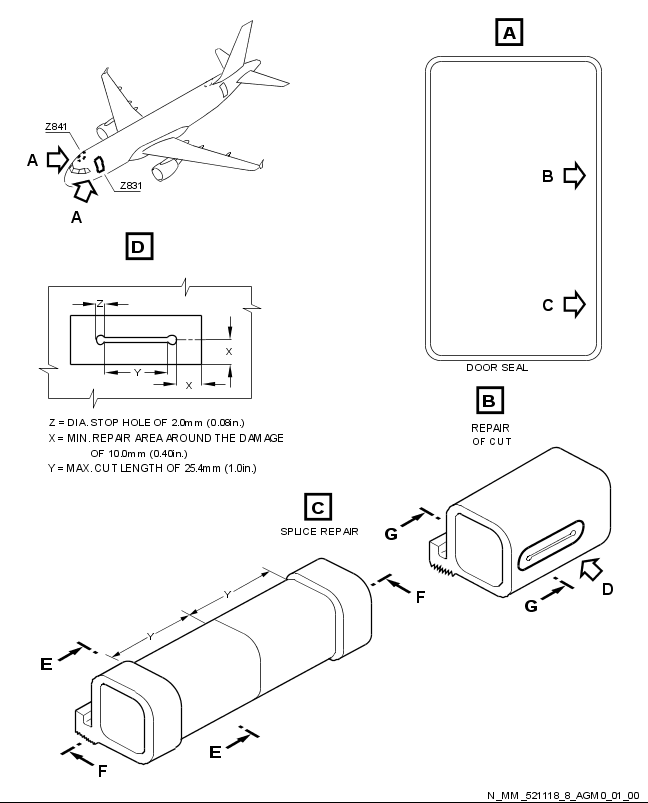 A
Z841
A
Z831
A
B
C
DOOR SEAL
D
Z
X
Y
X
Z = DIA. STOP HOLE OF 2.0mm (0.08in.)
X = MIN. REPAIR AREA AROUND THE DAMAGE
OF 10.0mm (0.40in.)
Y = MAX. CUT LENGTH OF 25.4mm (1.0in.)
B
REPAIR
OF CUT
G
D
G
C
SPLICE REPAIR
Y
Y
F
E
E
F
N_MM_521118_8_AGM0_01_00